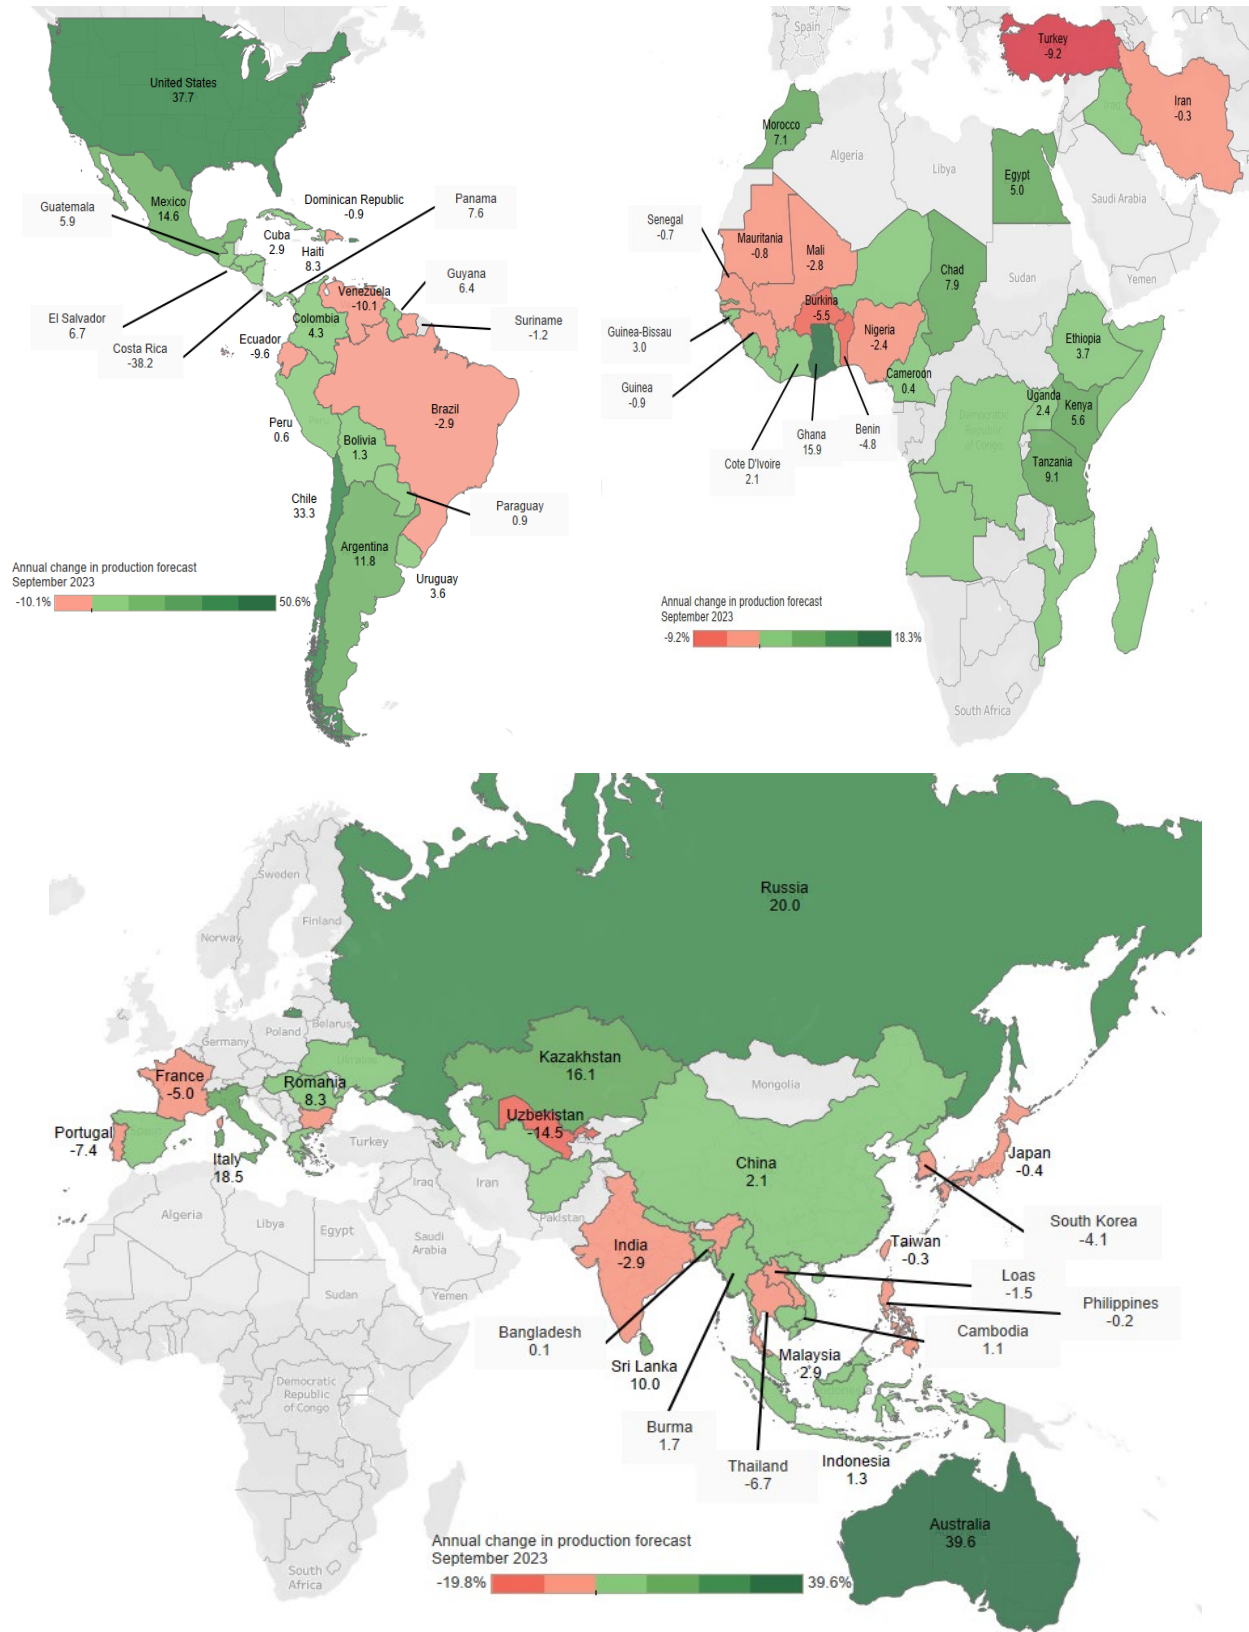 United States
37.7
Mexico
14.6
Guatemala
5.9
Dominican Republic
-0.9
Panama
7.6
Cuba
2.9
Haiti
8.3
Guyana
6.4
Venezuela
-10.1
El Salvador
6.7
Costa Rica
-38.2
Colombia
4.3
Suriname
-1.2
Ecuador
-9.6
Brazil
-2.9
Peru
Peru
0.6
Bolivia
1.3
Chile
33.3
Paraguay
0.9
Argentina
11.8
Uruguay
3.6
Annual change in production forecast
September 2023
-10.1%
50.6%
Spain
Turkey
-9.2
Iraq
Iran
-0.3
Morocco
7.1
Algeria
Libya
Egypt
5.0
Saudi Arabia
Senegal
-0.7
Mauritania
-0.8
Mali
-2.8
Chad
7.9
Sudan
Yemen
Burkina
-5.5
Guinea-Bissau
3.0
Nigeria
-2.4
Ethiopia
3.7
Guinea
-0.9
Cameroon
0.4
Uganda
2.4
Kenya
5.6
Democratic
Republic
of Congo
Benin
-4.8
Ghana
15.9
Cote D'Ivoire
2.1
Tanzania
9.1
Annual change in production forecast
September 2023
-9.2%
18.3%
South Africa
Russia
20.0
Sweden
Finland
Norway
Belarus
Poland
Germany
Ukraine
France
-5.0
Romania
8.3
Kazakhstan
16.1
Mongolia
Uzbekistan
-14.5
Portugal
-7.4
Spain
Italy
18.5
Turkey
China
2.1
Japan
-0.4
Iraq
Iran
Algeria
Libya
Egypt
Saudi
Arabia
Pakistan
South Korea
-4.1
India
-2.9
Taiwan
-0.3
Loas
-1.5
Sudan
Yemen
Philippines
-0.2
Bangladesh
0.1
Cambodia
1.1
Sri Lanka
10.0
Malaysia
2.9
Indonesia
Democratic
Republic
of Congo
Burma
1.7
Thailand
-6.7
Indonesia
1.3
Australia
39.6
Annual change in production forecast
September 2023
-19.8%
39.6%
South
Africa